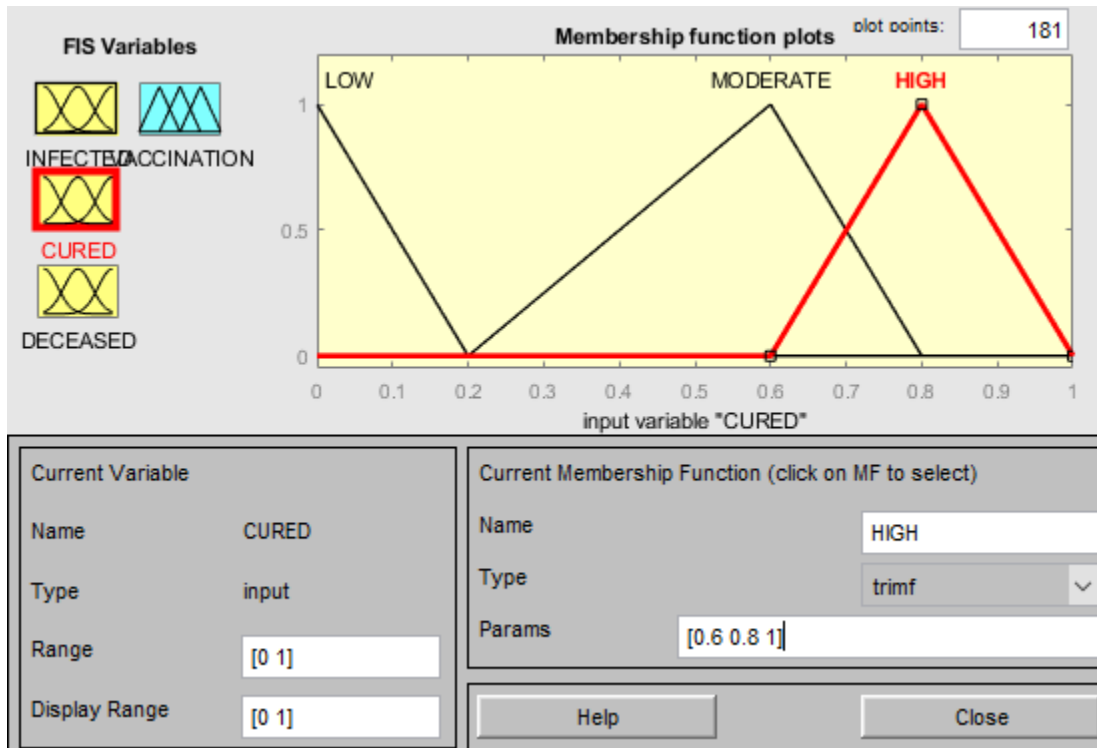 FIS Variables
Membership function plots
plot points:
181
LOW
MODERATE
HIGH
INFECTED
VACCINATION
CURED
DECEASED
1
0.5
0
0 0.1 0.2 0.3 0.4 0.5 0.6 0.7 0.8 0.9 1
input variable "CURED"
Current Variable
Name CURED
Type input
Range [0 1]
Display Range [0 1]
Current Membership Function (click on MF to select)
Name HIGH
Type trimf
Params [0.6 0.8 1]
Help
Close